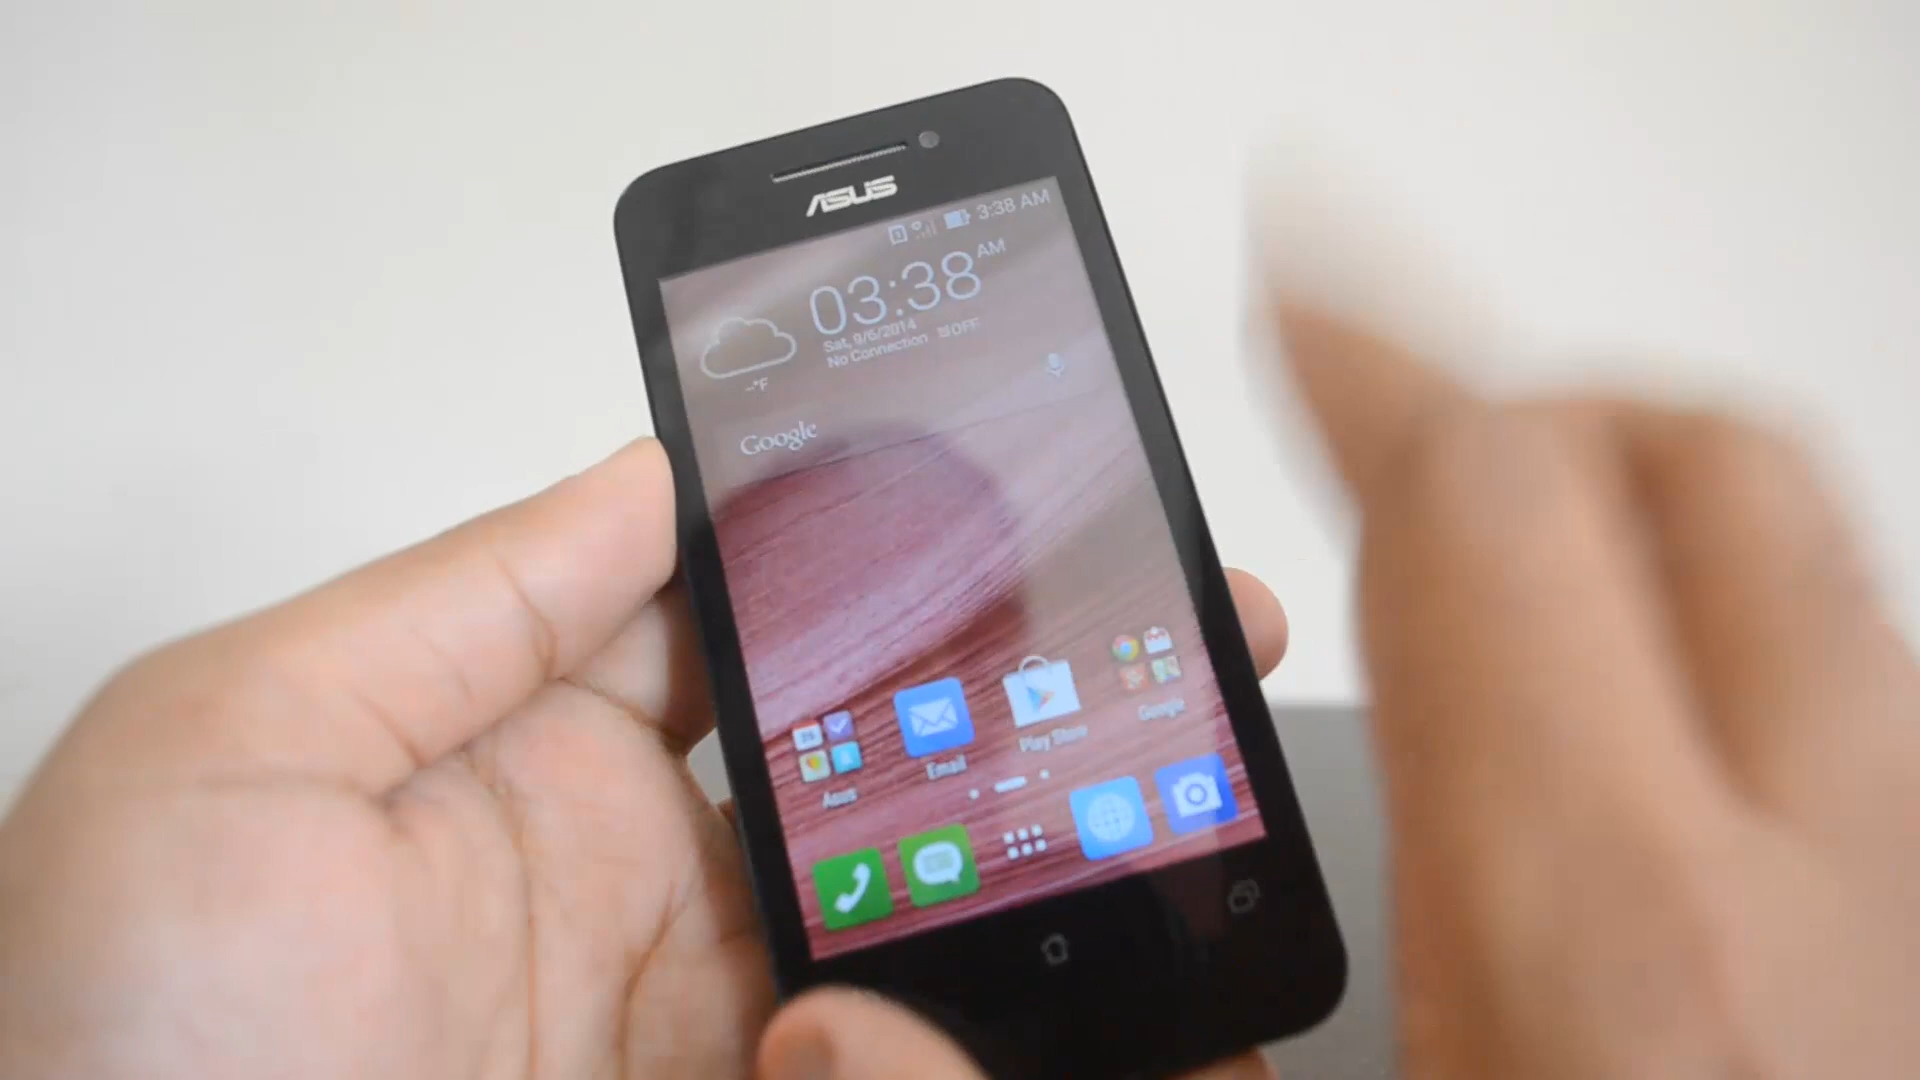 ASUS
3:38 AM
03:38 AM
Sat, 9/6/2014
No Connection OFF
--°F
Google
Asus
Email
Play Store
Google